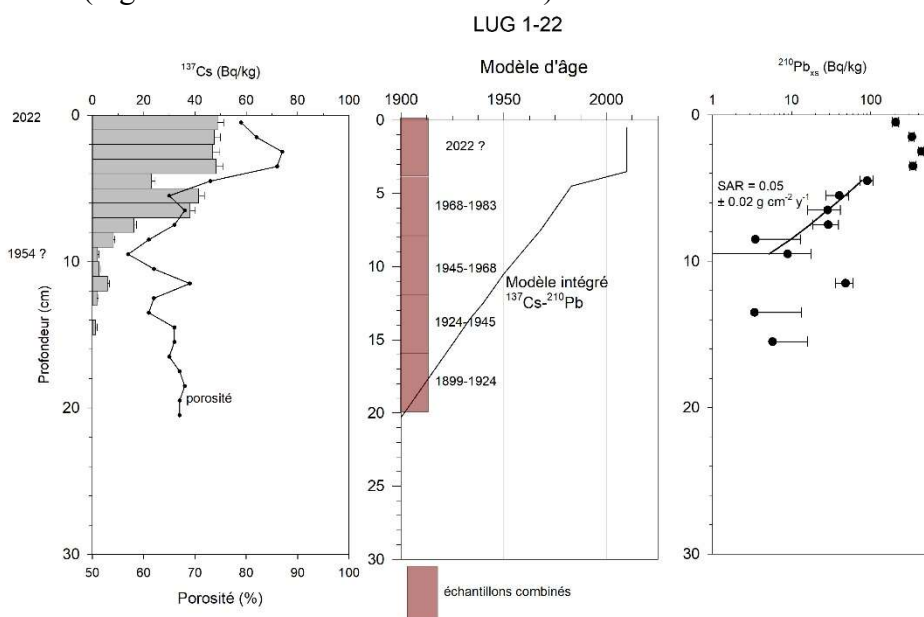 LUG 1-22
137Cs (Bq/kg)
0 20 40 60 80 100
2022
1954 ?
Profondeur (cm)
0
10
20
30
porosité
50 60 70 80 90 100
Porosité (%)
Modèle d'âge
1900 1950 2000
0
5
10
15
20
25
30
2022 ?
1968-1983
1945-1968
1924-1945
1899-1924
Modèle intégré
137Cs-210Pb
échantillons combinés
210Pbxs (Bq/kg)
1 10 100
0
10
20
30
SAR = 0.05
± 0.02 g cm-2 y-1